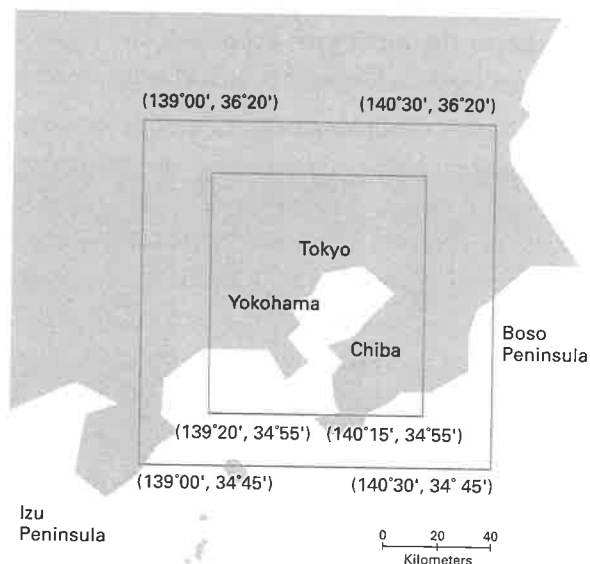 (139°00', 36°20') (140°30', 36°20')
Tokyo
Yokohama
Chiba
Boso
Peninsula
(139°20', 34°55') (140°15', 34°55')
(139°00', 34°45') (140°30', 34° 45')
Izu
Peninsula
0 20 40
Kilometers